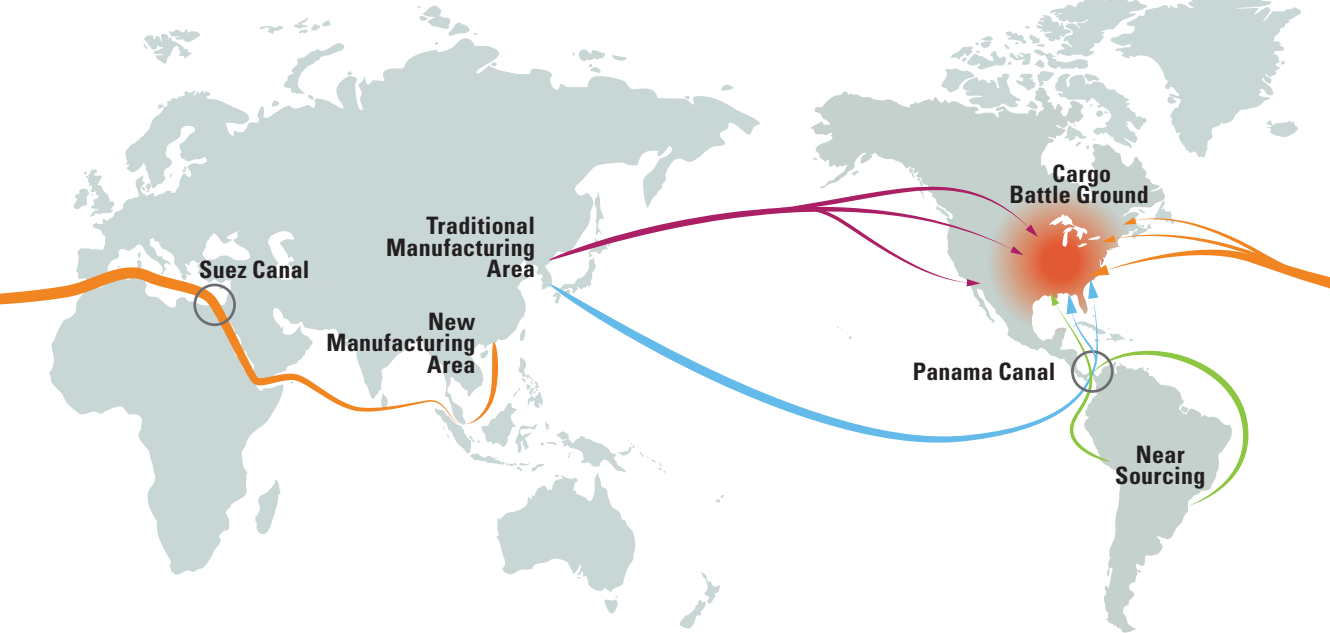 Cargo
Battle Ground
Traditional
Manufacturing
Area
Suez Canal
New
Manufacturing
Area
Panama Canal
Near
Sourcing